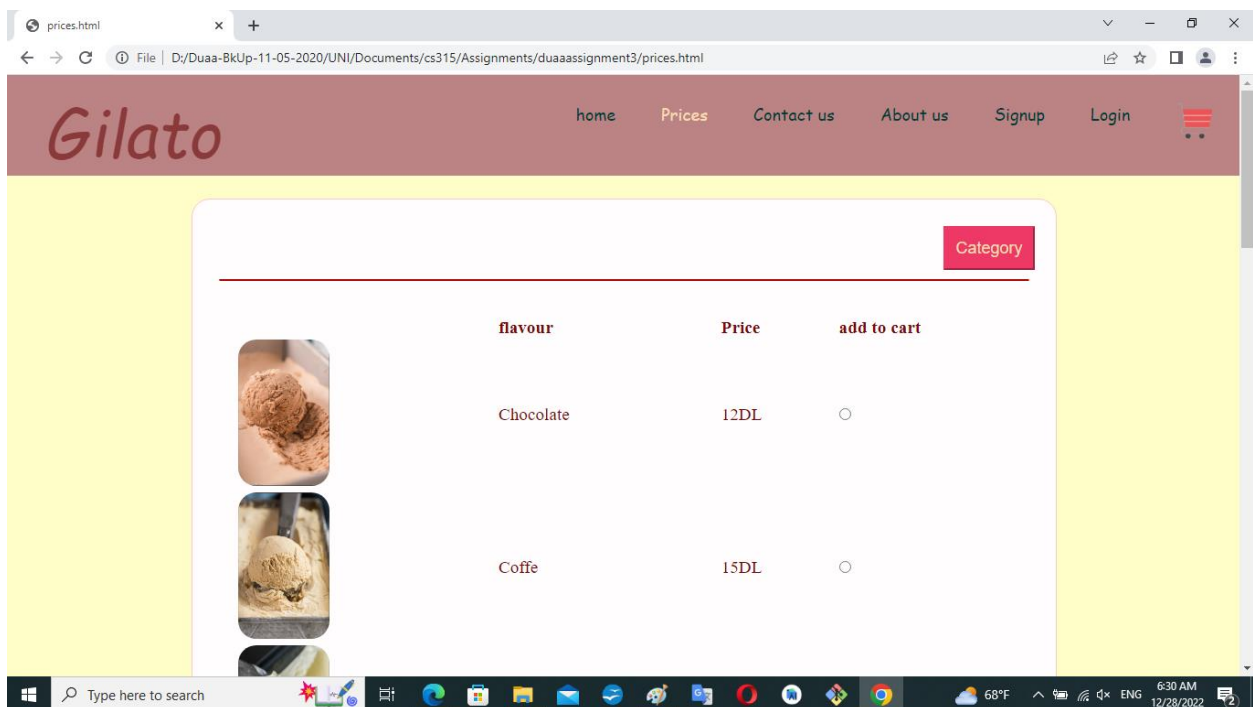 prices.html
File D:/Duaa-BkUp-11-05-2020/UNI/Documents/cs315/Assignments/duaaassignment3/prices.html
Gilato
home Prices Contact us About us Signup Login
Category
flavour Price add to cart
Chocolate 12DL
Coffe 15DL
Type here to search
68°F ENG 6:30 AM
12/28/2022